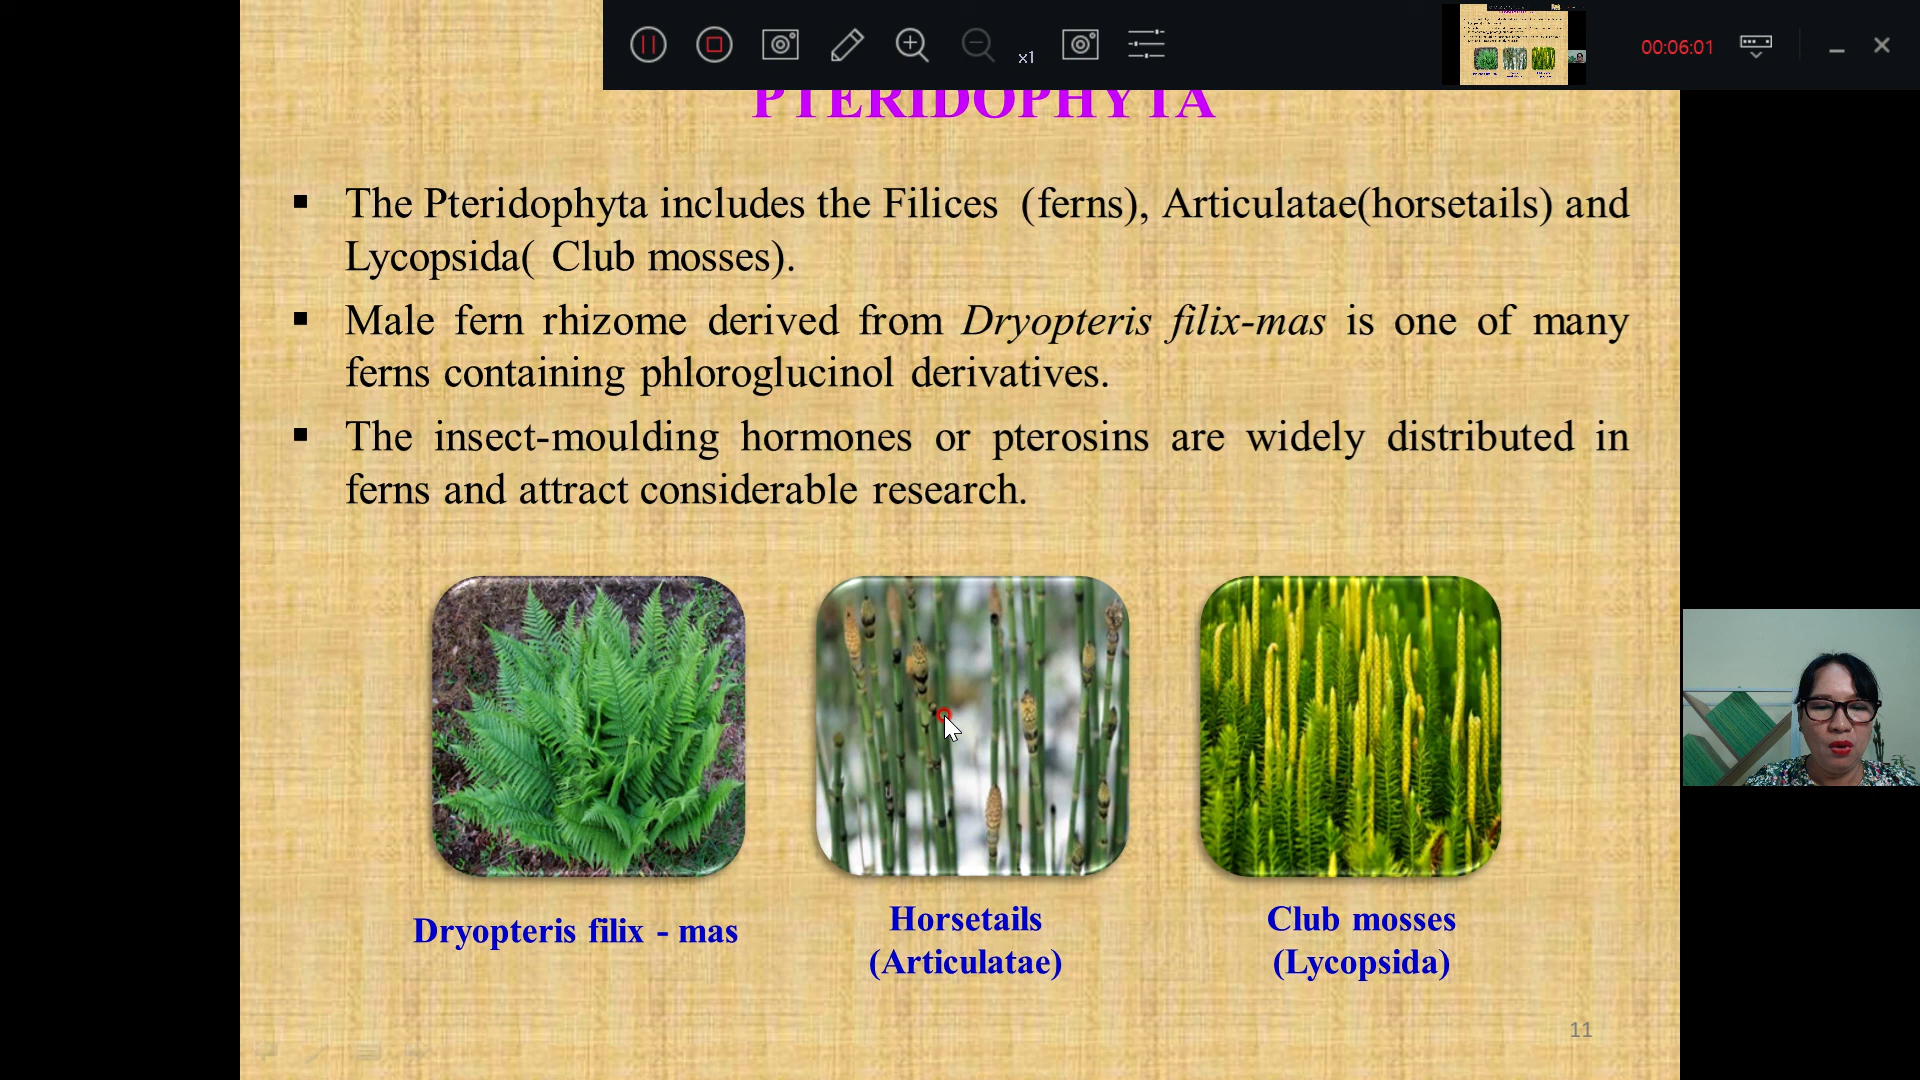 x1
00:06:01
PTERIDOPHYTA
▪ The Pteridophyta includes the Filices (ferns), Articulatae(horsetails) and
Lycopsida( Club mosses).
▪ Male fern rhizome derived from Dryopteris filix-mas is one of many
ferns containing phloroglucinol derivatives.
▪ The insect-moulding hormones or pterosins are widely distributed in
ferns and attract considerable research.
Dryopteris filix - mas
Horsetails
(Articulatae)
Club mosses
(Lycopsida)
11